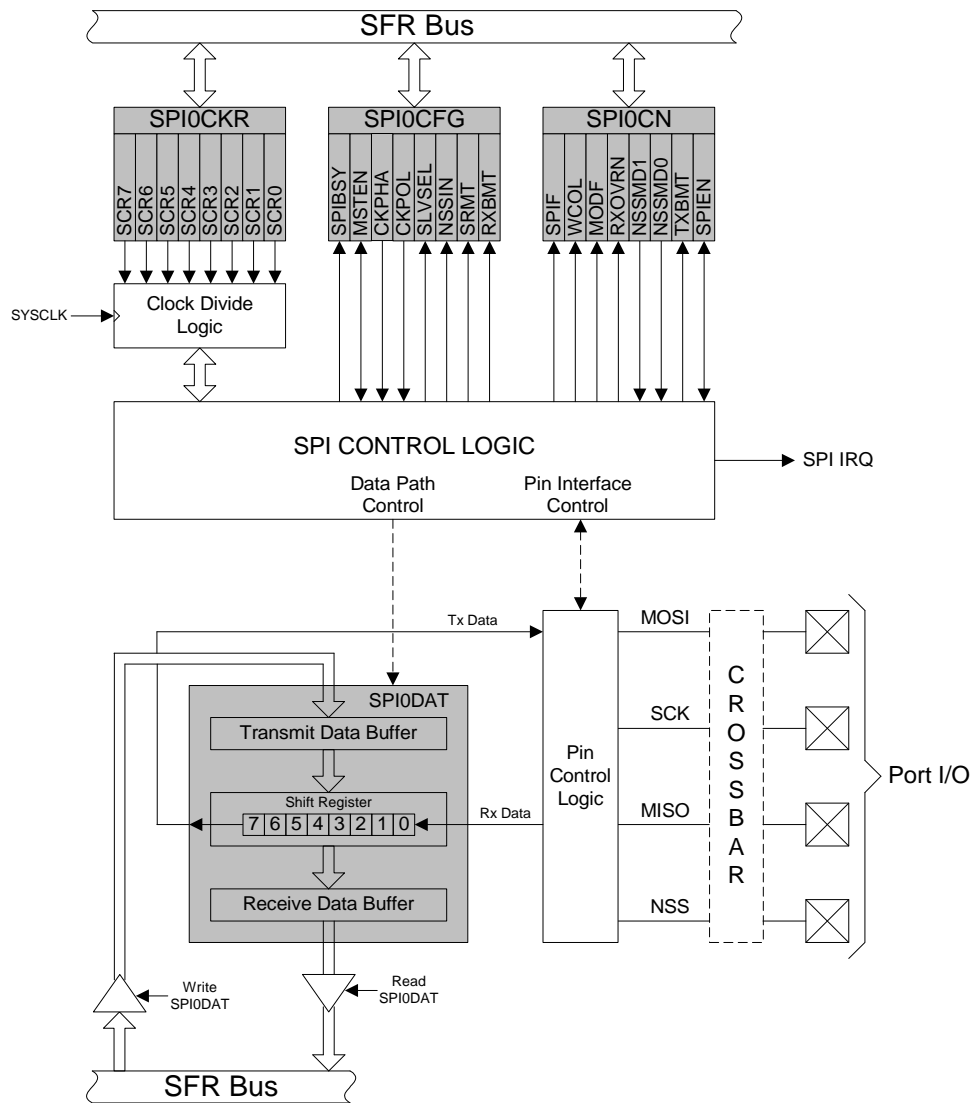 SFR Bus
SPI0CKR
SCR7
SCR6
SCR5
SCR4
SCR3
SCR2
SCR1
SCR0
SPI0CFG
SPIBSY
MSTEN
CKPHA
CKPOL
SLVSEL
NSSIN
SRMT
RXBMT
SPI0CN
SPIF
WCOL
MODF
RXOVRN
NSSMD1
NSSMD0
TXBMT
SPIEN
SYSCLK
Clock Divide
Logic
SPI CONTROL LOGIC
Data Path
Control
Pin Interface
Control
SPI IRQ
Tx Data
SPI0DAT
Transmit Data Buffer
Shift Register
7 6 5 4 3 2 1 0
Rx Data
Receive Data Buffer
Pin
Control
Logic
MOSI
SCK
MISO
NSS
CROSSBAR
Port I/O
Write
SPI0DAT
Read
SPI0DAT
SFR Bus